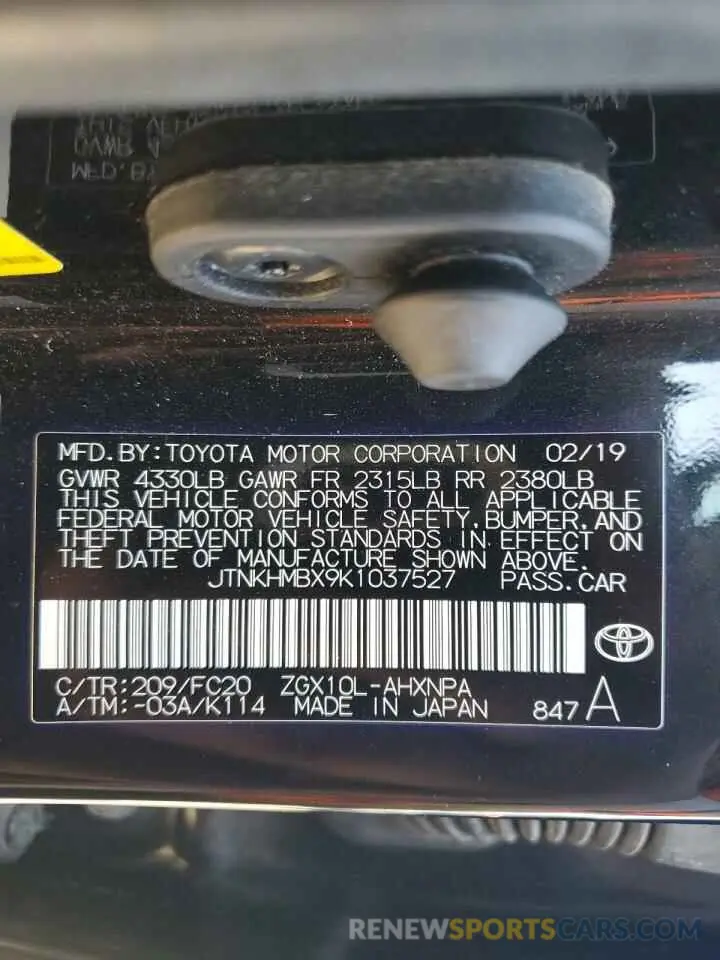 MFD.BY:TOYOTA MOTOR CORPORATION 02/19
GVWR 4330LB GAWR FR 2315LB RR 2380LB
THIS VEHICLE CONFORMS TO ALL APPLICABLE
FEDERAL MOTOR VEHICLE SAFETY,BUMPER,AND
THEFT PREVENTION STANDARDS IN EFFECT ON
THE DATE OF MANUFACTURE SHOWN ABOVE.
JTNKHMBX9K1037527 PASS.CAR
C/TR:209/FC20 ZGX10L-AHXNPA
A/TM:-03A/K114 MADE IN JAPAN 847 A
RENEWSPORTSCARS.COM